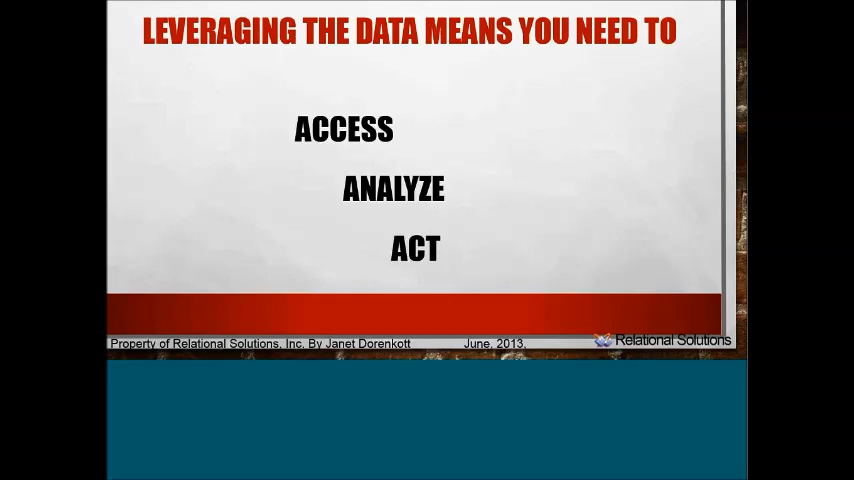 LEVERAGING THE DATA MEANS YOU NEED TO
ACCESS
ANALYZE
ACT
Property of Relational Solutions, Inc. By Janet Dorenkott June, 2013, Relational Solutions